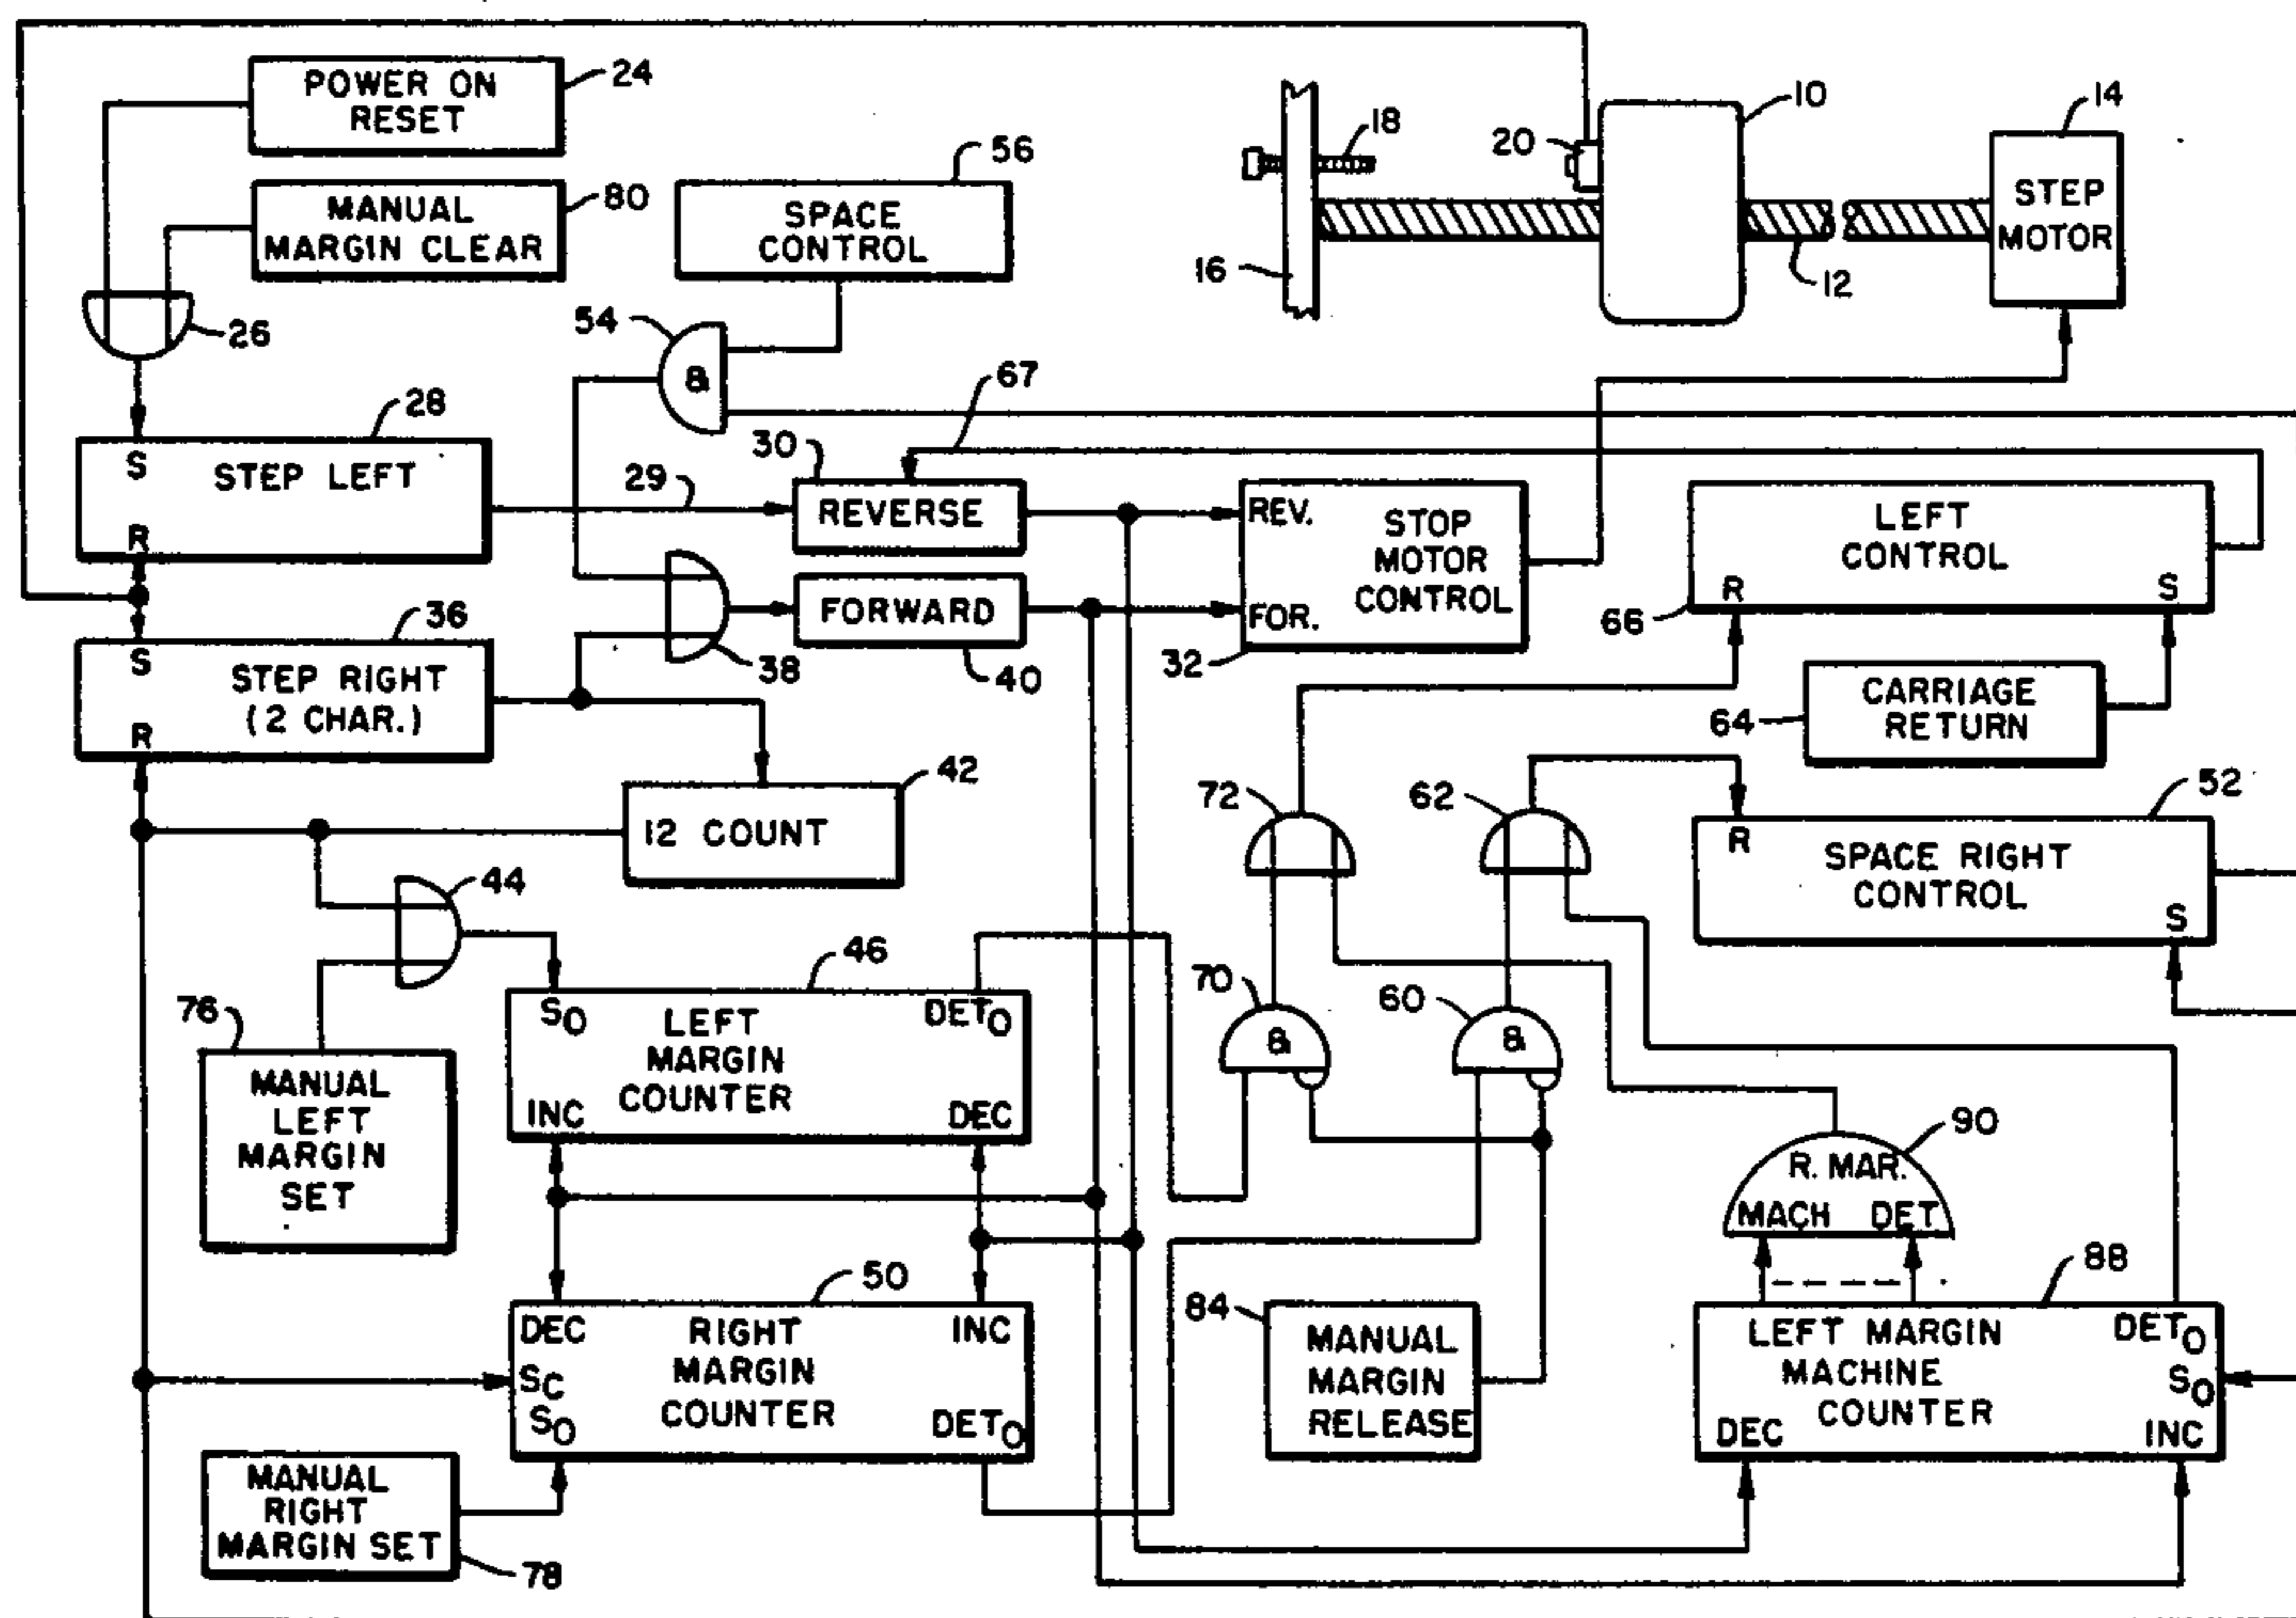 POWER ON
RESET
24
MANUAL
MARGIN CLEAR
80
26
56
SPACE
CONTROL
54
&
18
16
20
10
12
14
STEP
MOTOR
28
S
STEP LEFT
R
29
67
30
REVERSE
REV.
STOP
MOTOR
CONTROL
FOR.
32
38
FORWARD
40
36
S
STEP RIGHT
(2 CHAR.)
R
LEFT
CONTROL
R
S
66
64
CARRIAGE
RETURN
42
12 COUNT
44
72
62
52
R
SPACE RIGHT
CONTROL
S
76
MANUAL
LEFT
MARGIN
SET
46
SO
LEFT
MARGIN
COUNTER
DETO
INC
DEC
70
&
60
&
90
R. MAR.
MACH DET
50
DEC
RIGHT
MARGIN
COUNTER
INC
SC
SO
DETO
MANUAL
RIGHT
MARGIN SET
78
84
MANUAL
MARGIN
RELEASE
88
LEFT MARGIN
MACHINE
COUNTER
DETO
SO
DEC
INC